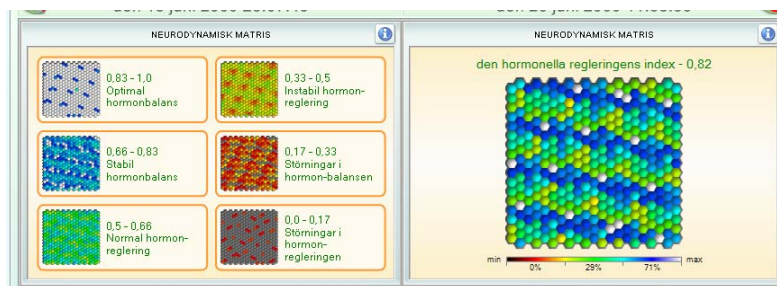 NEURODYNAMISK MATRIS
0,83 - 1,0
Optimal
hormonbalans
0,33 - 0,5
Instabil hormon-
reglering
0,66 - 0,83
Stabil
hormonbalans
0,17 - 0,33
Störningar i
hormon-balansen
0,5 - 0,66
Normal hormon-
reglering
0,0 - 0,17
Störningar i
hormon-
regleringen
NEURODYNAMISK MATRIS
den hormonella regleringens index - 0,82
min
max
0%
29%
71%